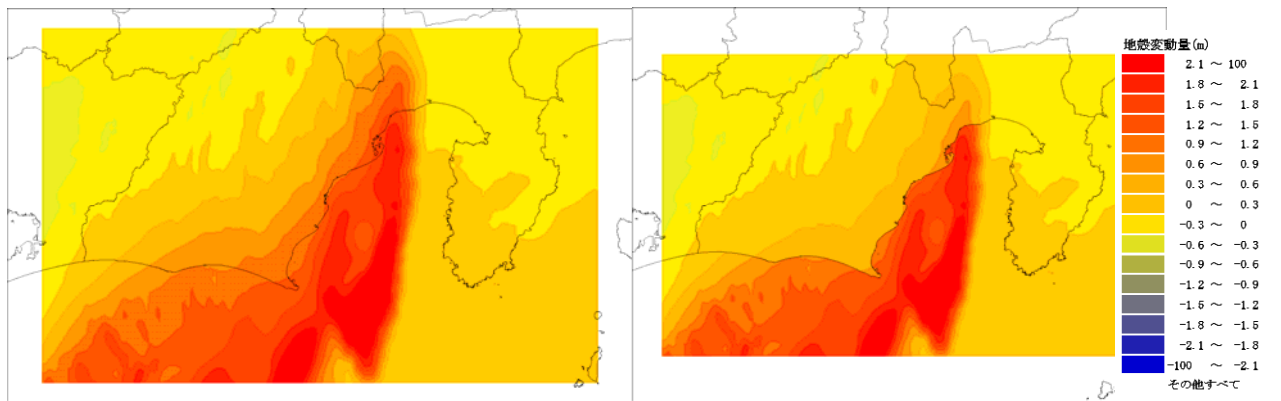 地殻変動量(m)
2.1 ～ 100
1.8 ～ 2.1
1.5 ～ 1.8
1.2 ～ 1.5
0.9 ～ 1.2
0.6 ～ 0.9
0.3 ～ 0.6
0 ～ 0.3
-0.3 ～ 0
-0.6 ～ -0.3
-0.9 ～ -0.6
-1.2 ～ -0.9
-1.5 ～ -1.2
-1.8 ～ -1.5
-2.1 ～ -1.8
-100 ～ -2.1
その他すべて